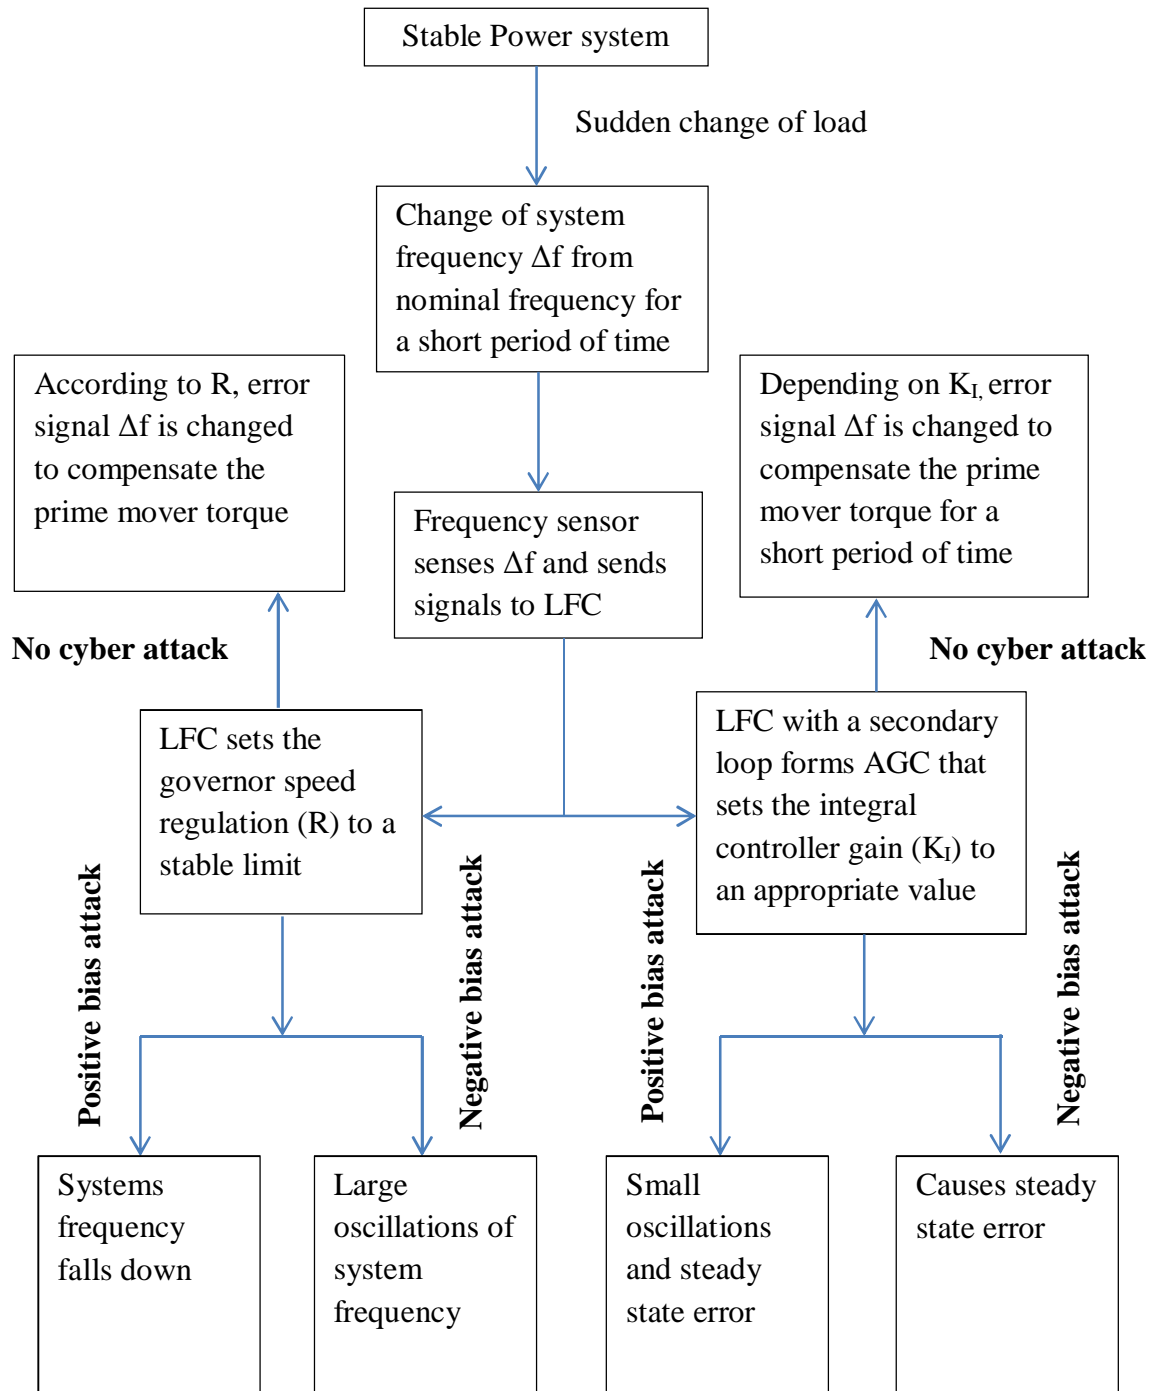 Stable Power system
Sudden change of load
Change of system
frequency Δf from
nominal frequency for
a short period of time
According to R, error
signal Δf is changed
to compensate the
prime mover torque
Depending on K_I, error
signal Δf is changed to
compensate the prime
mover torque for a
short period of time
Frequency sensor
senses Δf and sends
signals to LFC
No cyber attack
No cyber attack
LFC sets the
governor speed
regulation (R) to a
stable limit
LFC with a secondary
loop forms AGC that
sets the integral
controller gain (K_I) to
an appropriate value
Positive bias attack
Negative bias attack
Positive bias attack
Negative bias attack
Systems
frequency
falls down
Large
oscillations of
system
frequency
Small
oscillations
and steady
state error
Causes steady
state error